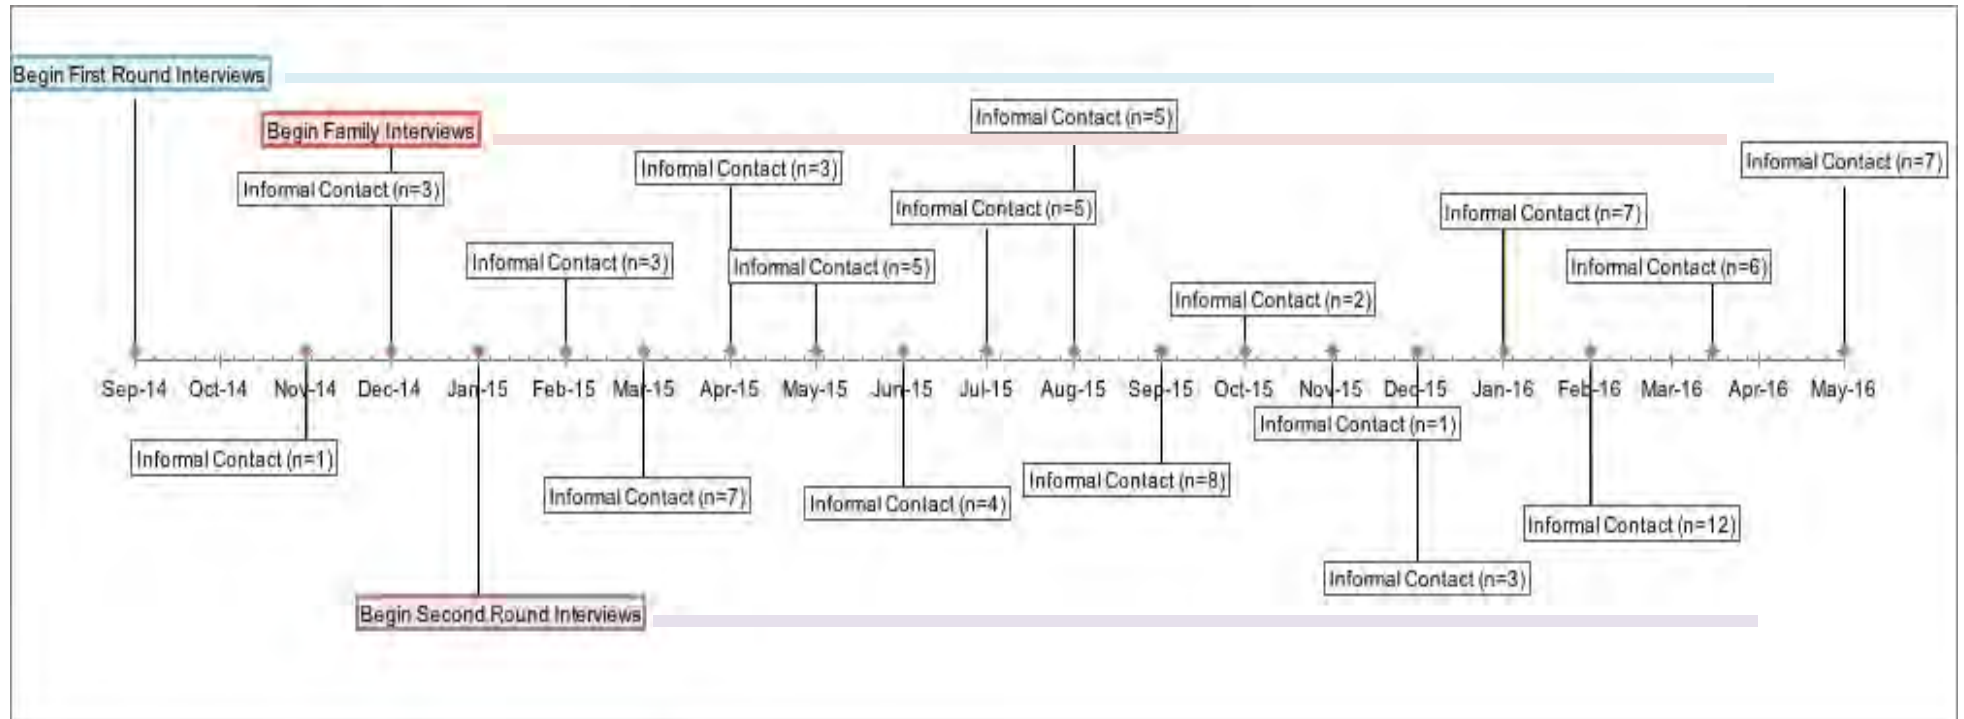 Begin First Round Interviews
Informal Contact (n=5)
Begin Family Interviews
Informal Contact (n=7)
Informal Contact (n=3)
Informal Contact (n=3)
Informal Contact (n=5)
Informal Contact (n=7)
Informal Contact (n=3)
Informal Contact (n=5)
Informal Contact (n=6)
Informal Contact (n=2)
Sep-14 Oct-14 Nov-14 Dec-14 Jan-15 Feb-15 Mar-15 Apr-15 May-15 Jun-15 Jul-15 Aug-15 Sep-15 Oct-15 Nov-15 Dec-15 Jan-16 Feb-16 Mar-16 Apr-16 May-16
Informal Contact (n=1)
Informal Contact (n=1)
Informal Contact (n=8)
Informal Contact (n=7)
Informal Contact (n=4)
Informal Contact (n=12)
Informal Contact (n=3)
Begin Second Round Interviews